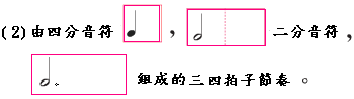 (2)由四分音符 , 二分音符 ,
組成的三四拍子節奏 。